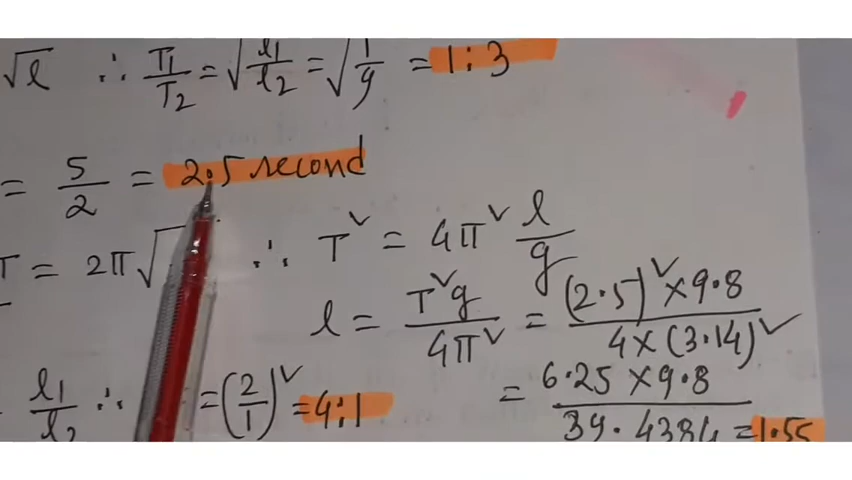 √l ∴ T1/T2 = √l1/l2 = √1/9 = 1:3
= 5/2 = 2.5 second
T = 2π√ ∴ T² = 4π² l/g
l = T²g/4π² = (2.5)² × 9.8 / 4 × (3.14)²
= 6.25 × 9.8 / 39.4384 = 1.55
l1/l2 ∴ = (2/1)² = 4:1